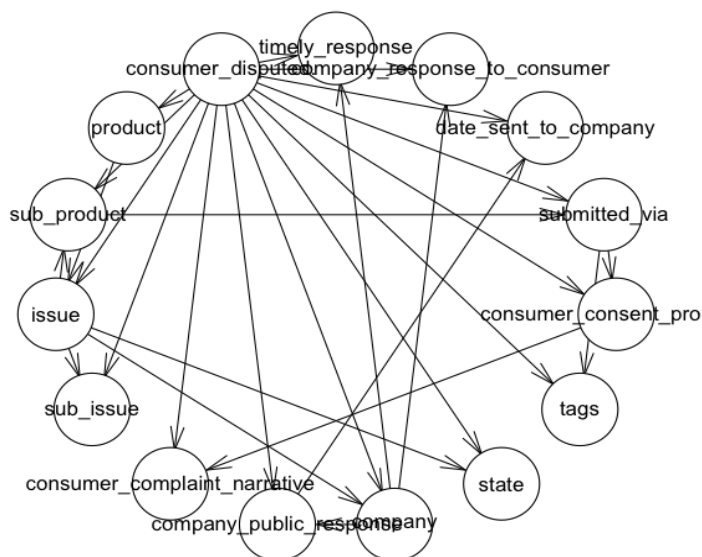 timely_response
consumer_disputed
company_response_to_consumer
product
date_sent_to_company
sub_product
submitted_via
issue
consumer_consent_pro
sub_issue
tags
consumer_complaint_narrative
state
company_public_response
company